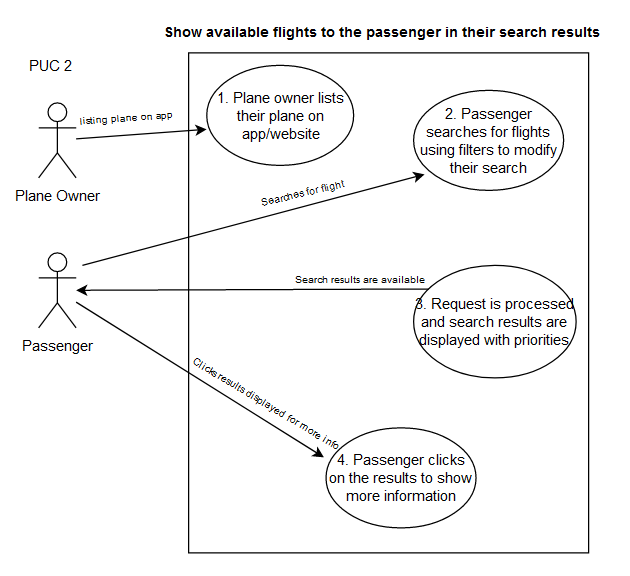 Show available flights to the passenger in their search results
PUC 2
1. Plane owner lists
their plane on
app/website
listing plane on app
2. Passenger
searches for flights
using filters to modify
their search
Plane Owner
Searches for flight
Search results are available
3. Request is processed
and search results are
displayed with priorities
Passenger
Clicks results displayed for more info
4. Passenger clicks
on the results to show
more information